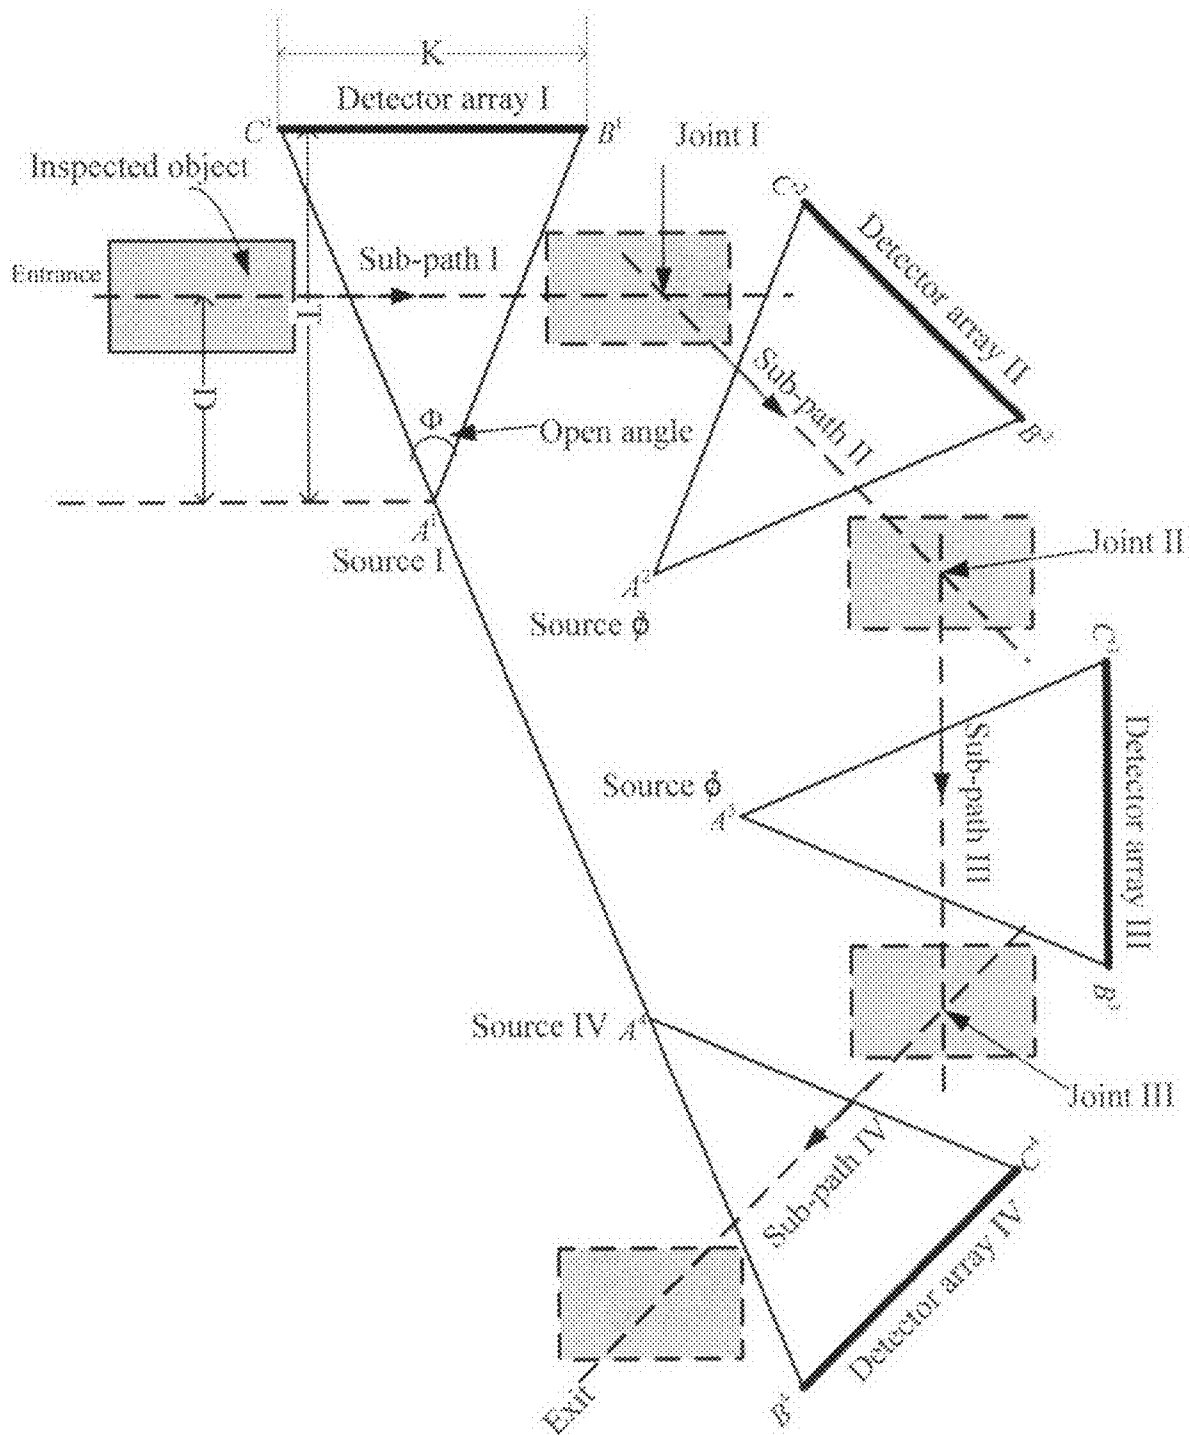 K
Detector array I
C¹
B¹
Joint I
Inspected object
C²
Detector array II
Entrance
Sub-path I
T
D
Sub-path II
Φ
Open angle
B²
A¹
Source I
Joint II
A²
Source ϕ
C³
Sub-path III
Detector array III
Source ϕ
A³
B³
Source IV
A⁴
Joint III
Sub-path IV
C⁴
Detector array IV
Exit
B⁴